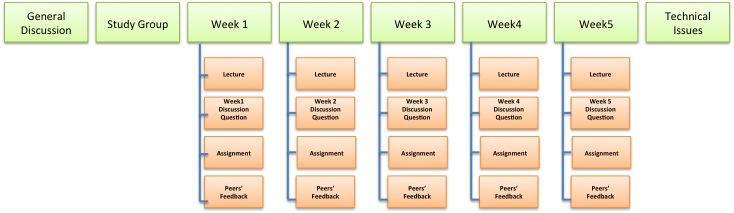 General
Discussion
Study Group
Week 1
Week 2
Week 3
Week4
Week5
Technical
Issues
Lecture
Week1
Discussion
Question
Assignment
Peers'
Feedback
Lecture
Week 2
Discussion
Question
Assignment
Peers'
Feedback
Lecture
Week 3
Discussion
Question
Assignment
Peers'
Feedback
Lecture
Week 4
Discussion
Question
Assignment
Peers'
Feedback
Lecture
Week 5
Discussion
Question
Assignment
Peers'
Feedback